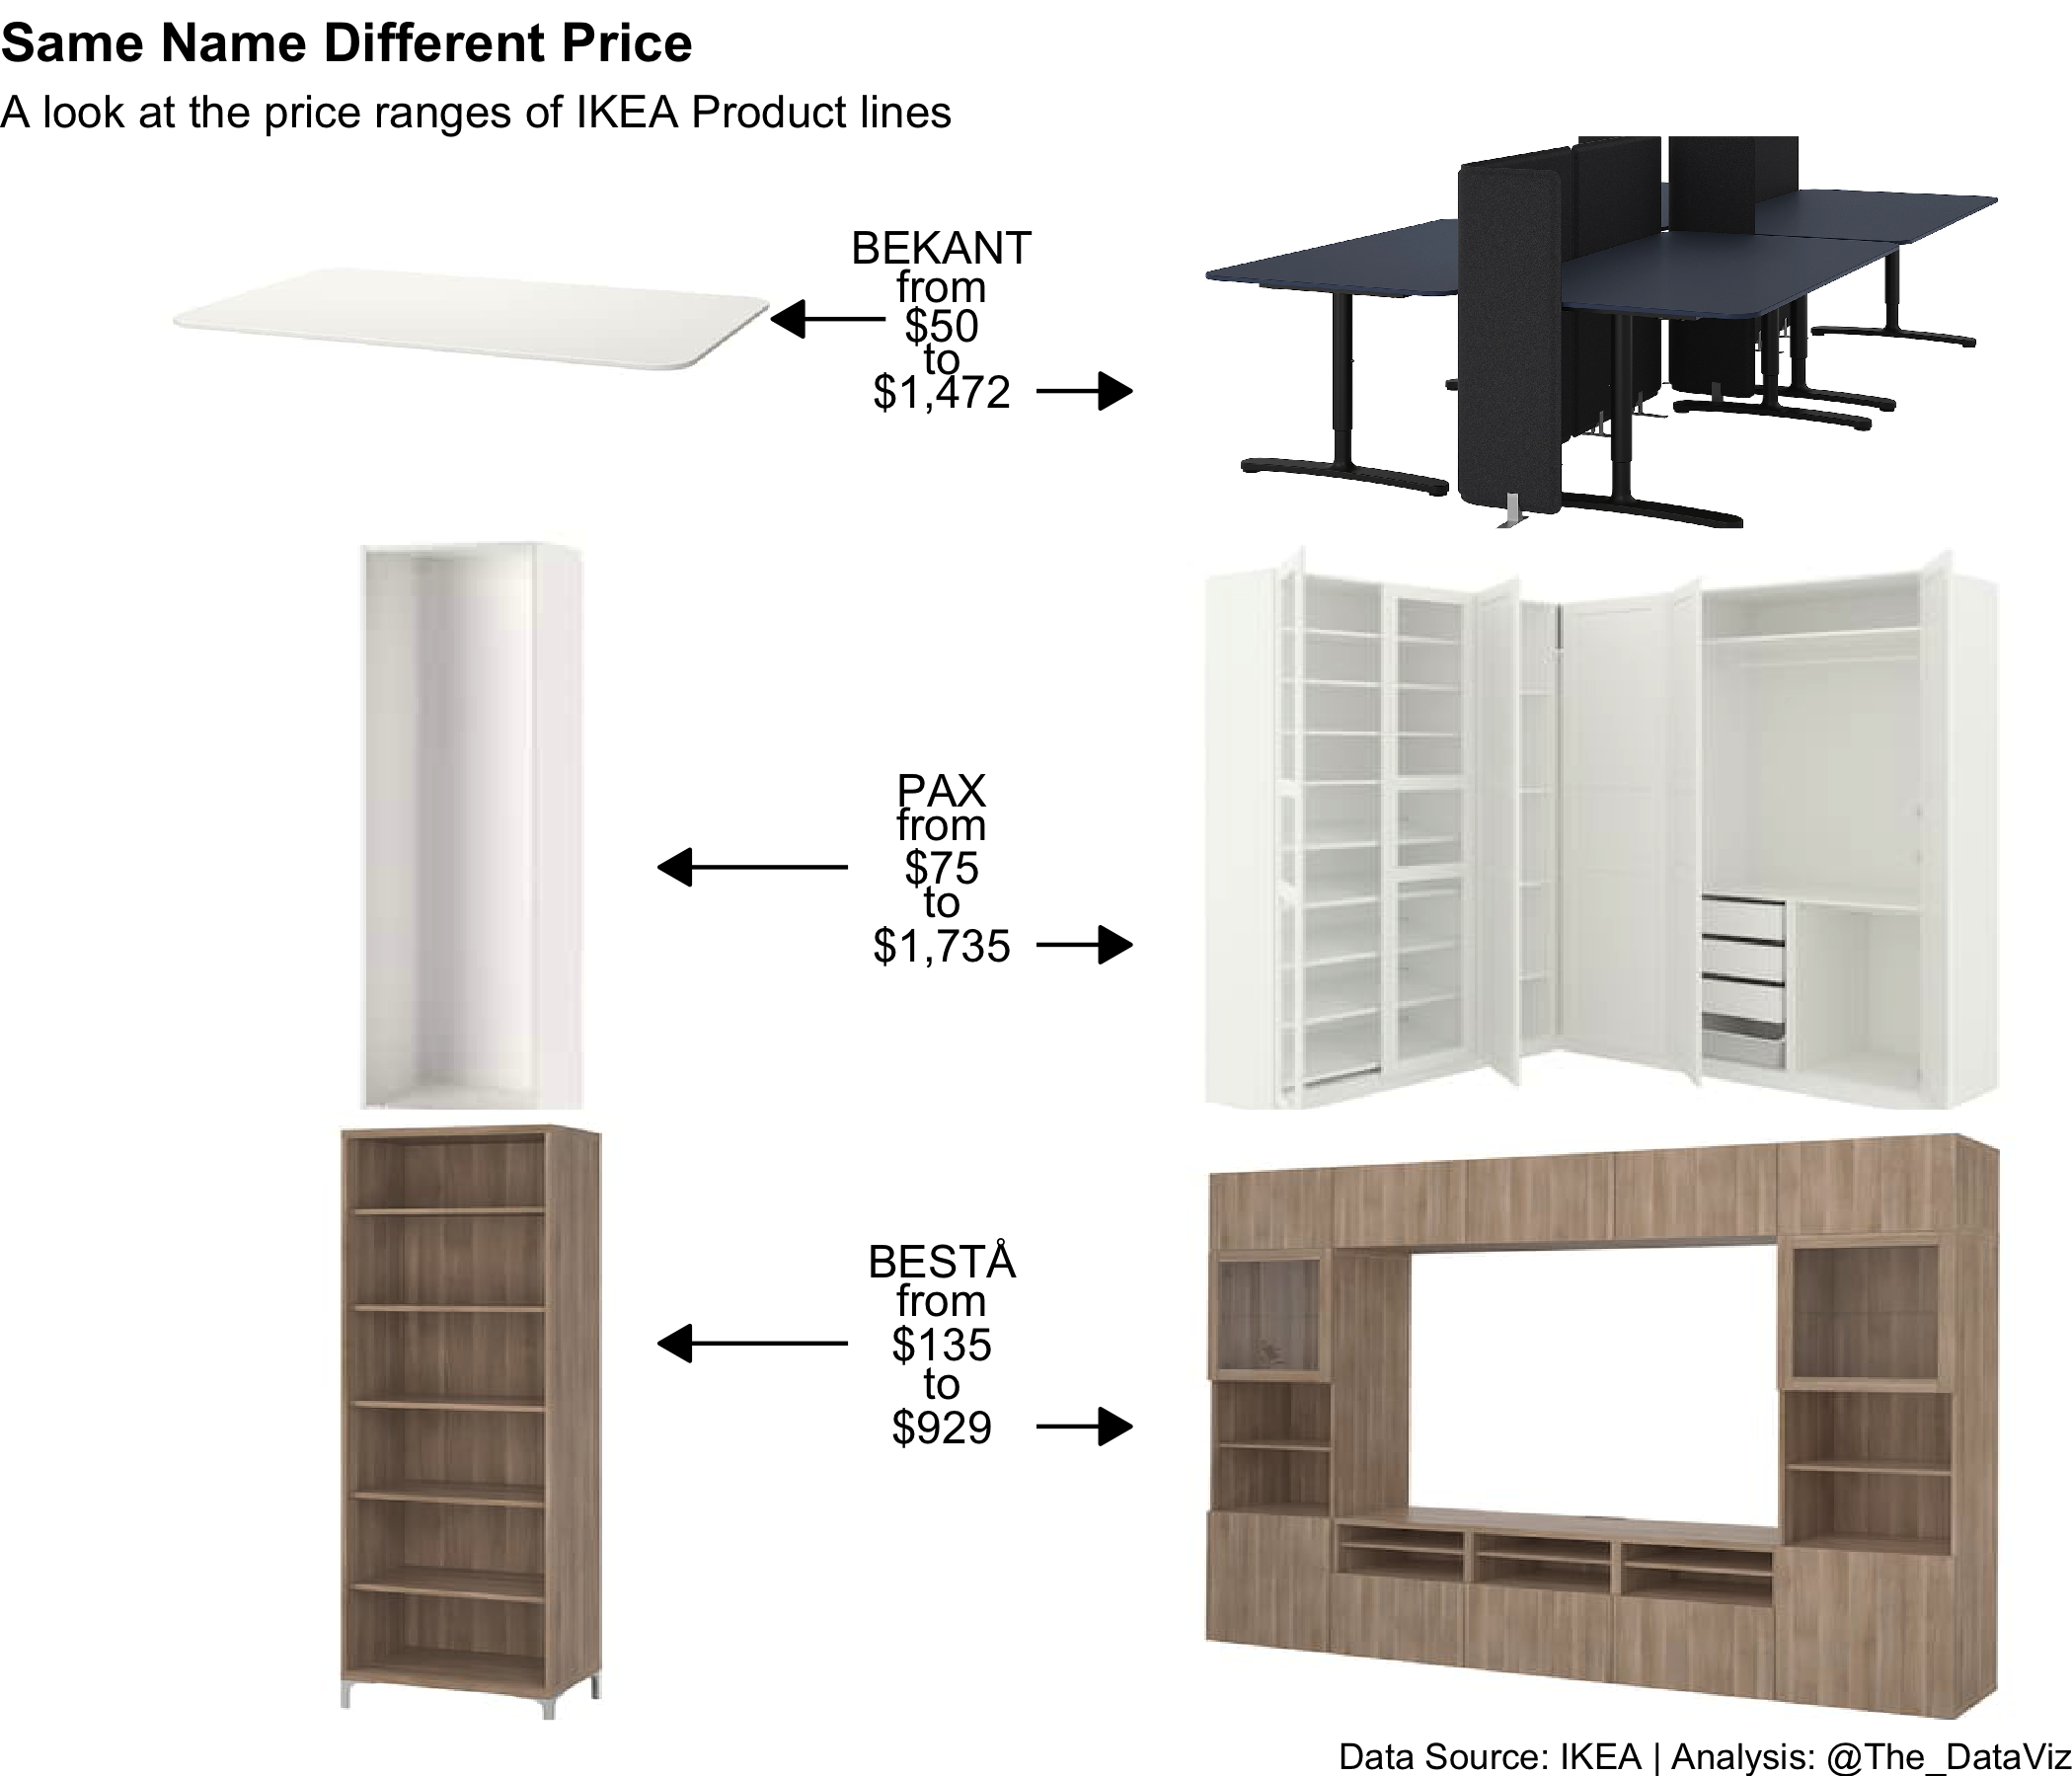 Same Name Different Price
A look at the price ranges of IKEA Product lines
BEKANT
from
$50
to
$1,472
PAX
from
$75
to
$1,735
BESTÅ
from
$135
to
$929
Data Source: IKEA | Analysis: @The_DataViz